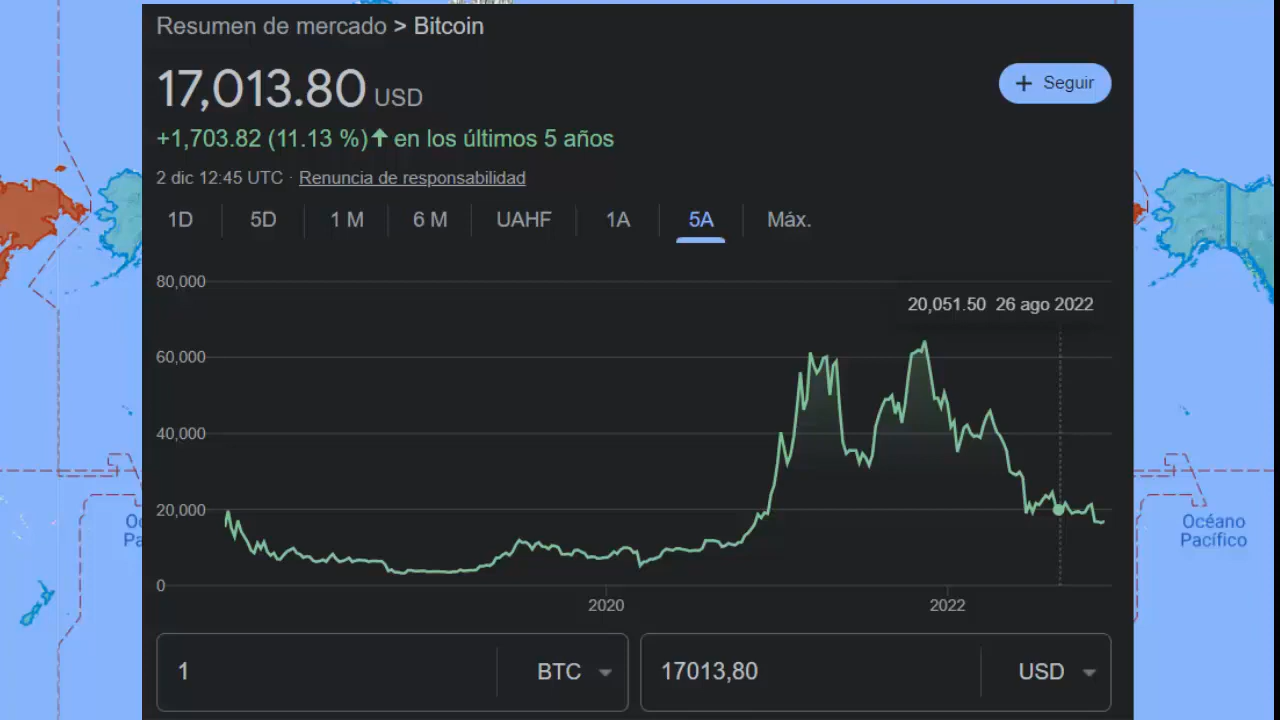 Resumen de mercado > Bitcoin
17,013.80 USD
+ Seguir
+1,703.82 (11.13 %)↑ en los últimos 5 años
2 dic 12:45 UTC · Renuncia de responsabilidad
1D 5D 1 M 6 M UAHF 1A 5A Máx.
80,000
20,051.50 26 ago 2022
60,000
40,000
20,000
0
2020 2022
1 BTC 17013,80 USD
Océano
Pacífico